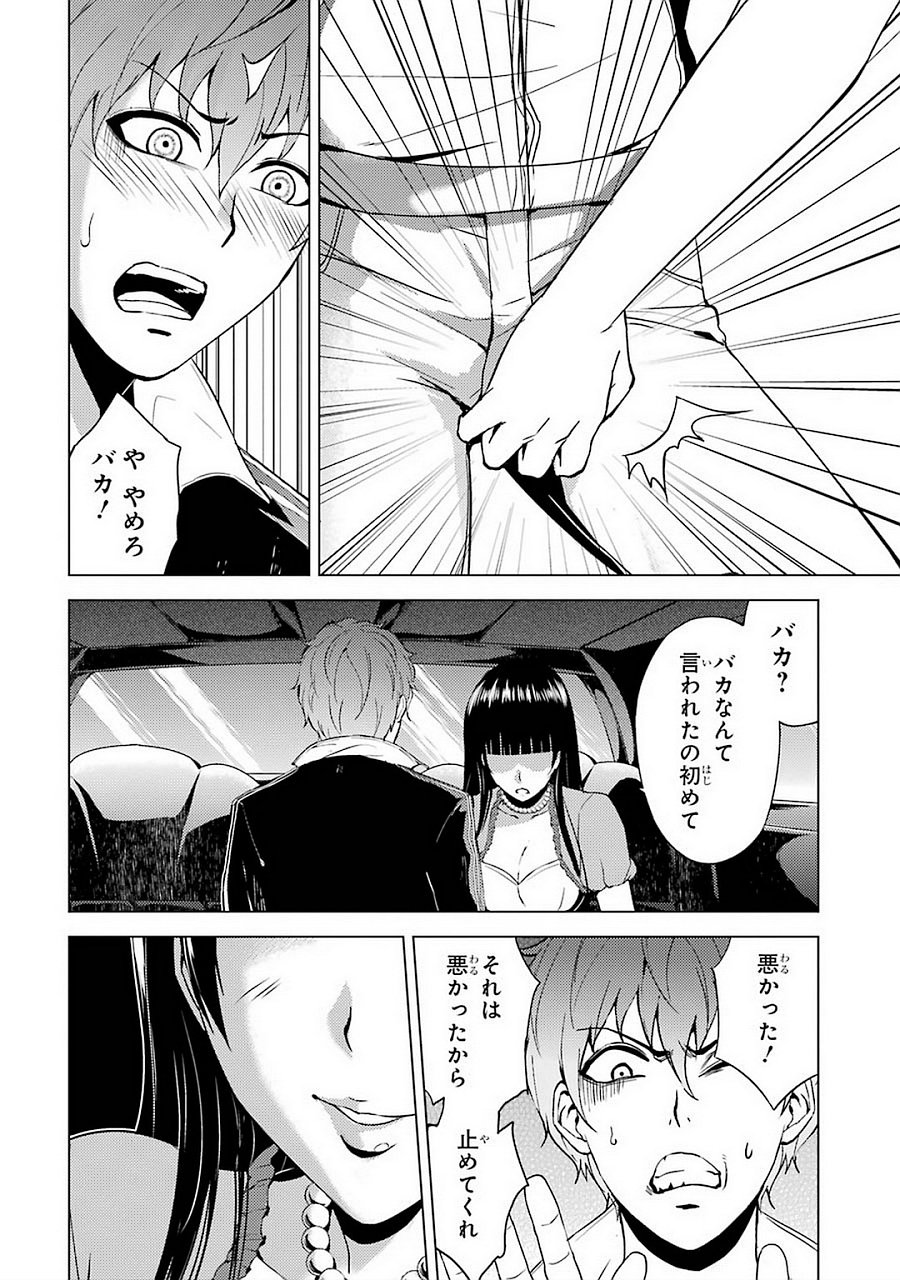 や やめろ
バカ！
バカ？
バカなんて
言われたの初めて
悪かった！
それは
悪かったから
止めてくれ